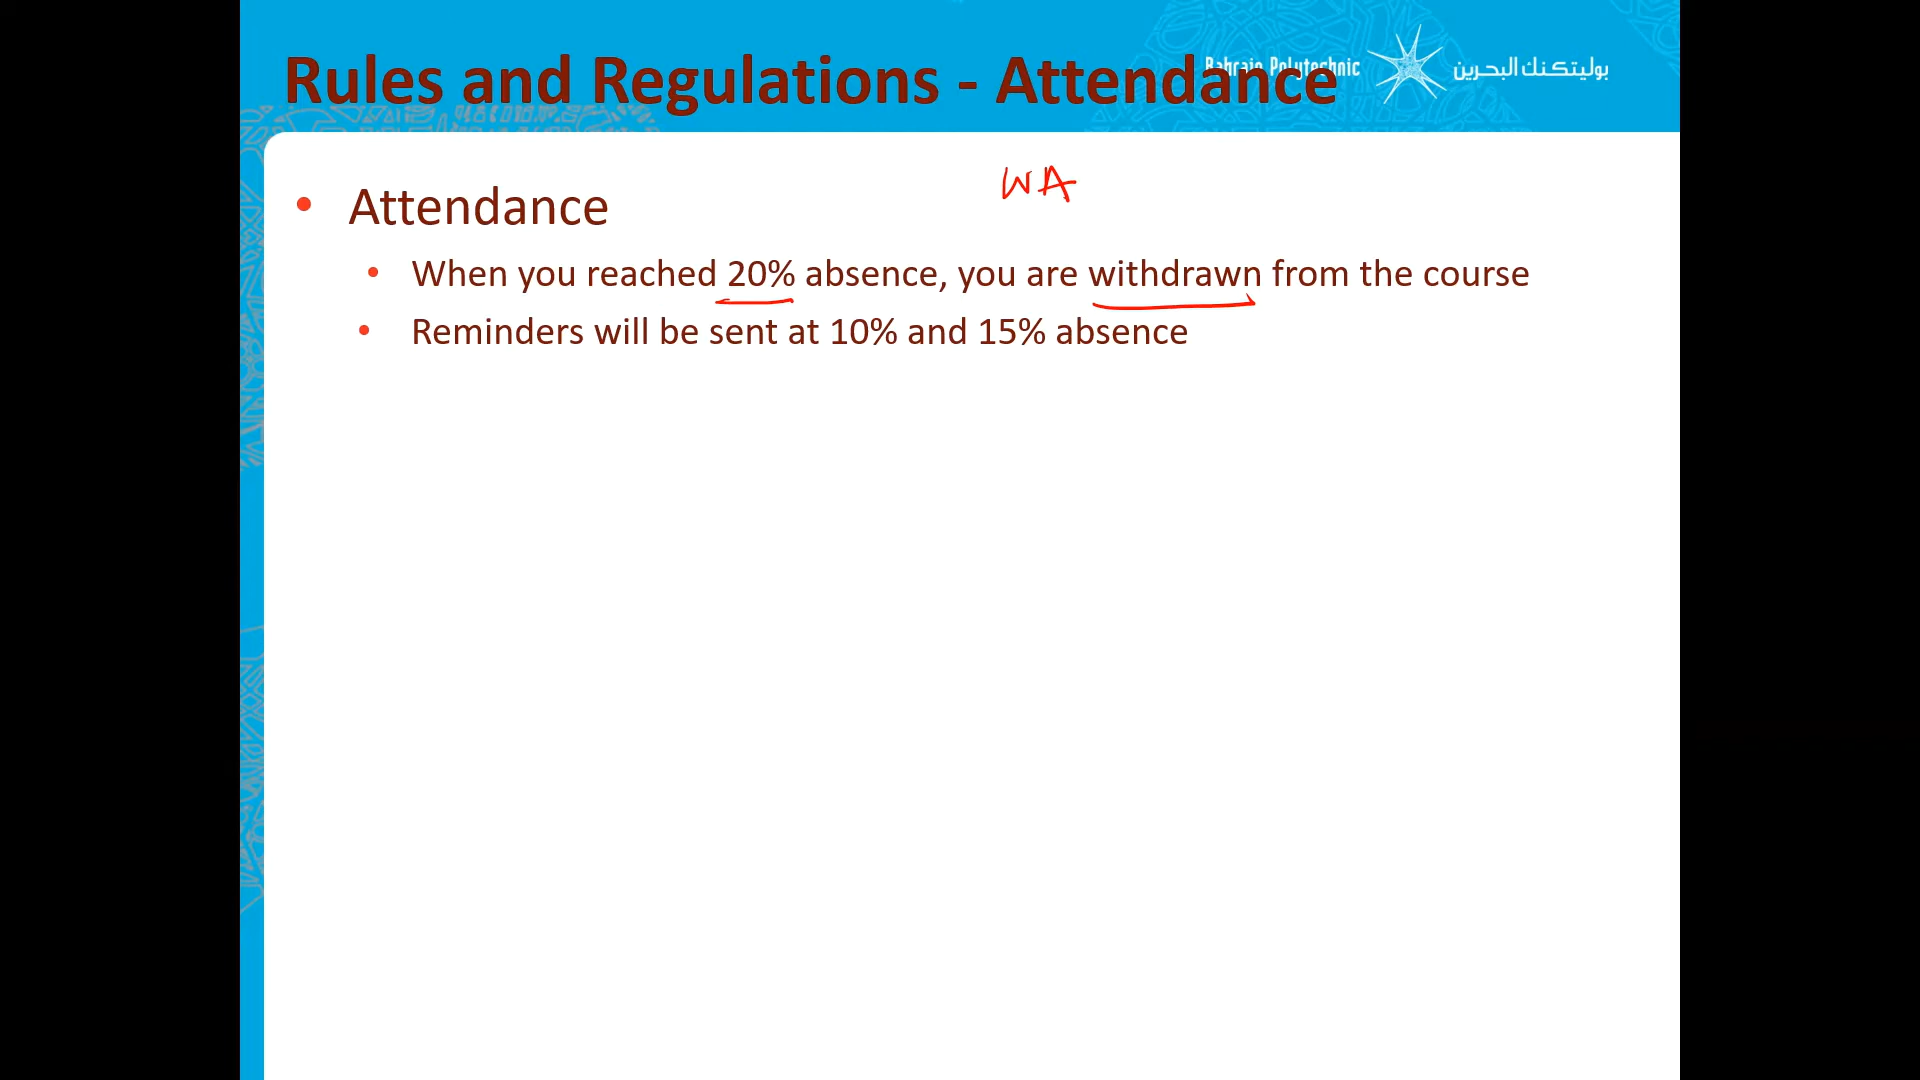 Rules and Regulations - Attendance
Bahrain Polytechnic
بوليتكنك البحرين
WA
• Attendance
• When you reached 20% absence, you are withdrawn from the course
• Reminders will be sent at 10% and 15% absence